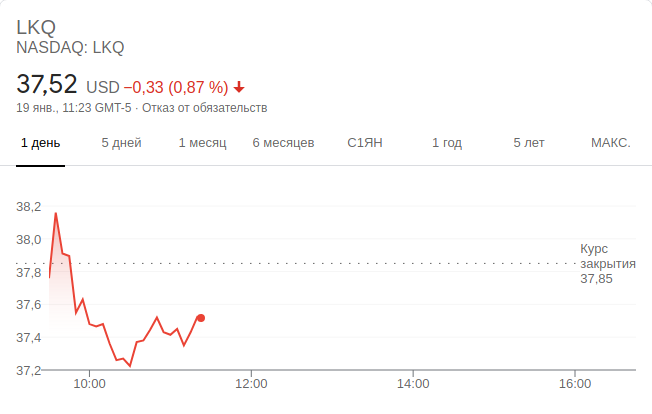 LKQ
NASDAQ: LKQ
37,52 USD −0,33 (0,87 %)
19 янв., 11:23 GMT-5 · Отказ от обязательств
1 день 5 дней 1 месяц 6 месяцев С1ЯН 1 год 5 лет МАКС.
38,2
38,0
37,8
37,6
37,4
37,2
Курс
закрытия
37,85
10:00 12:00 14:00 16:00